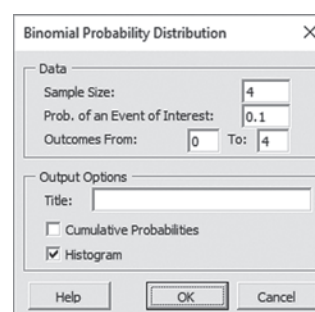 Binomial Probability Distribution
Data
Sample Size: 4
Prob. of an Event of Interest: 0.1
Outcomes From: 0 To: 4
Output Options
Title:
Cumulative Probabilities
Histogram
Help OK Cancel